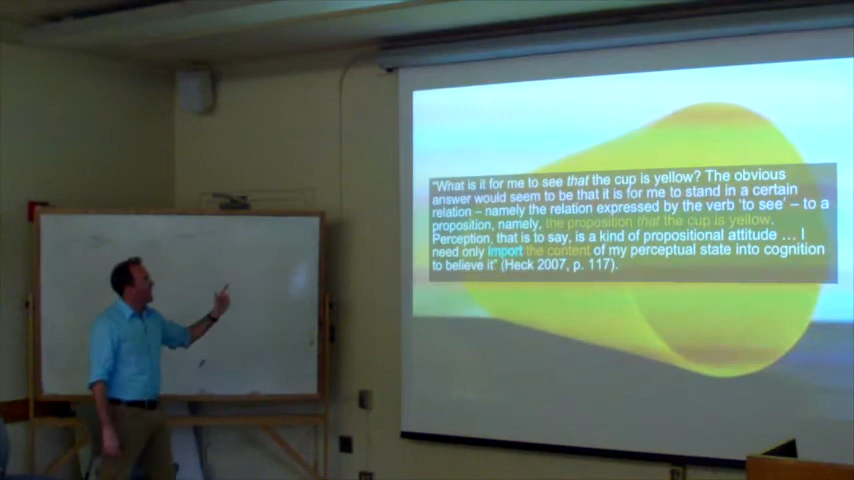 "What is it for me to see that the cup is yellow? The obvious
answer would seem to be that it is for me to stand in a certain
relation – namely the relation expressed by the verb 'to see' – to a
proposition, namely, the proposition that the cup is yellow.
Perception, that is to say, is a kind of propositional attitude … I
need only import the content of my perceptual state into cognition
to believe it" (Heck 2007, p. 117).